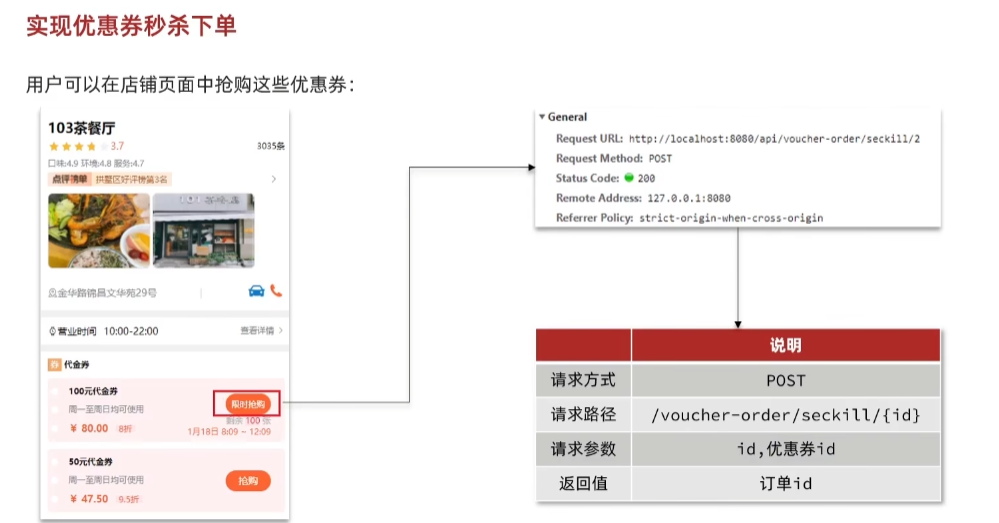 实现优惠券秒杀下单
用户可以在店铺页面中抢购这些优惠券：
103茶餐厅
3.7
3035条
口味:4.9 环境:4.8 服务:4.7
点评清单 拱墅区好评榜第3名
金华路锦昌文华苑29号
营业时间 10:00-22:00
查看详情
券 代金券
100元代金券
周一至周日均可使用
¥ 80.00 8折
限时抢购
剩余 100 张
1月18日 8:09 ~ 12:09
50元代金券
周一至周日均可使用
¥ 47.50 9.5折
抢购
General
Request URL: http://localhost:8080/api/voucher-order/seckill/2
Request Method: POST
Status Code: 200
Remote Address: 127.0.0.1:8080
Referrer Policy: strict-origin-when-cross-origin
说明
请求方式 POST
请求路径 /voucher-order/seckill/{id}
请求参数 id,优惠券id
返回值 订单id